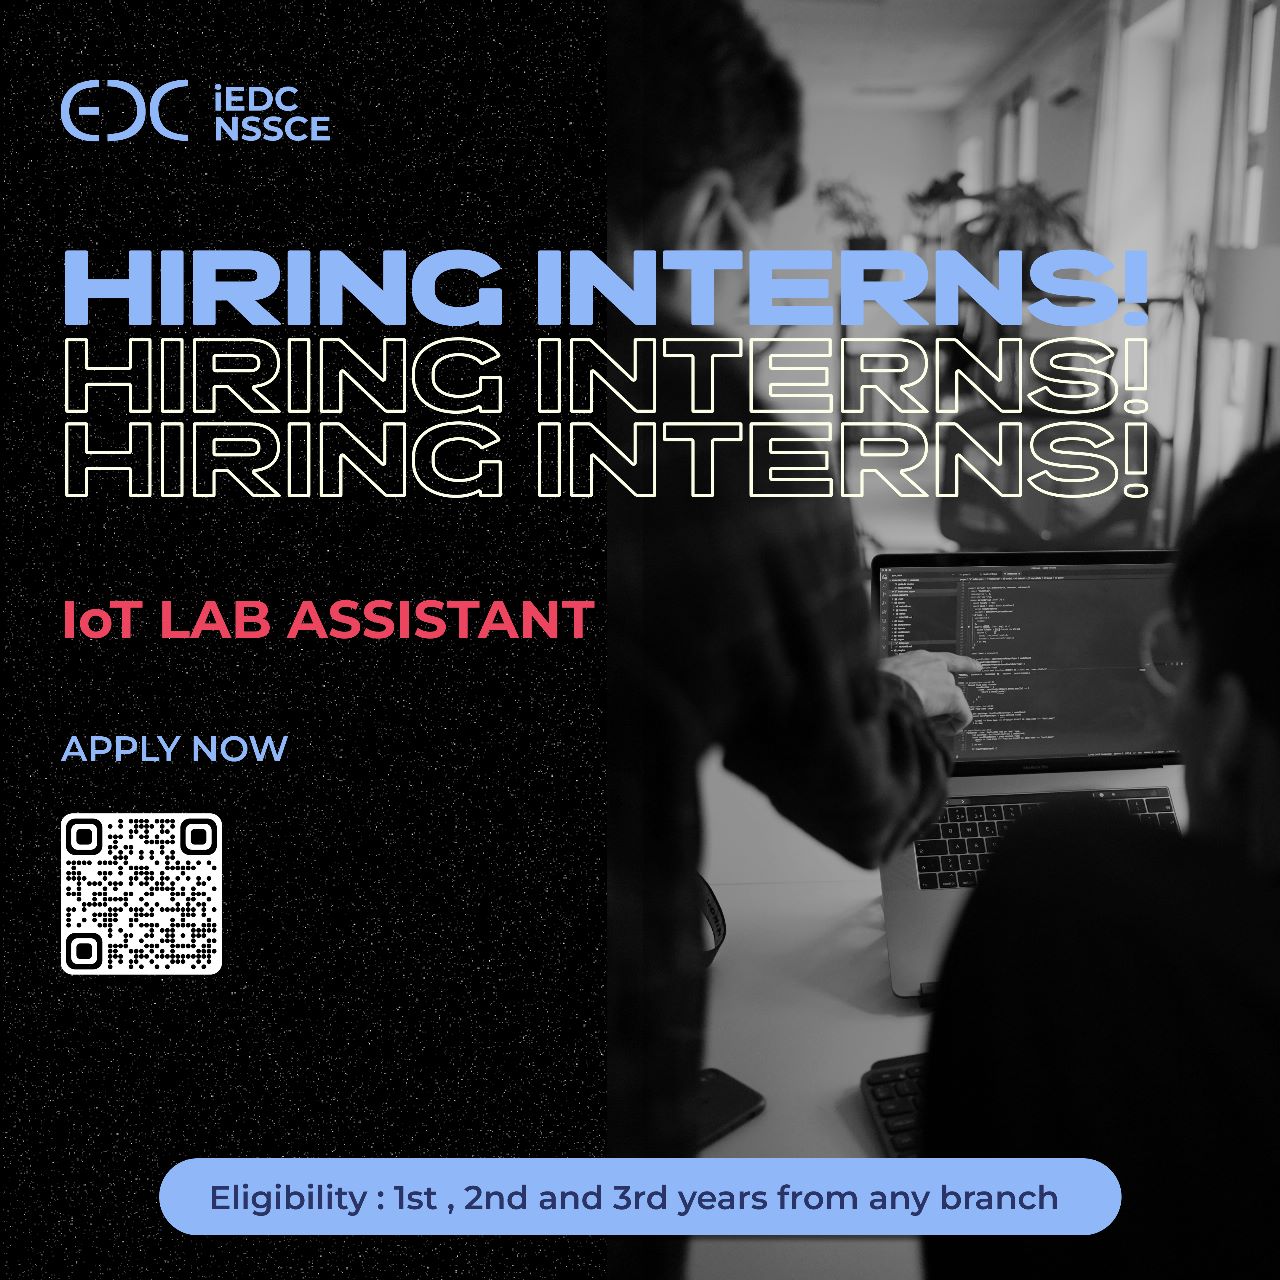 EDC
iEDC
NSSCE
HIRING INTERNS!
HIRING INTERNS!
HIRING INTERNS!
IoT LAB ASSISTANT
APPLY NOW
Eligibility : 1st , 2nd and 3rd years from any branch